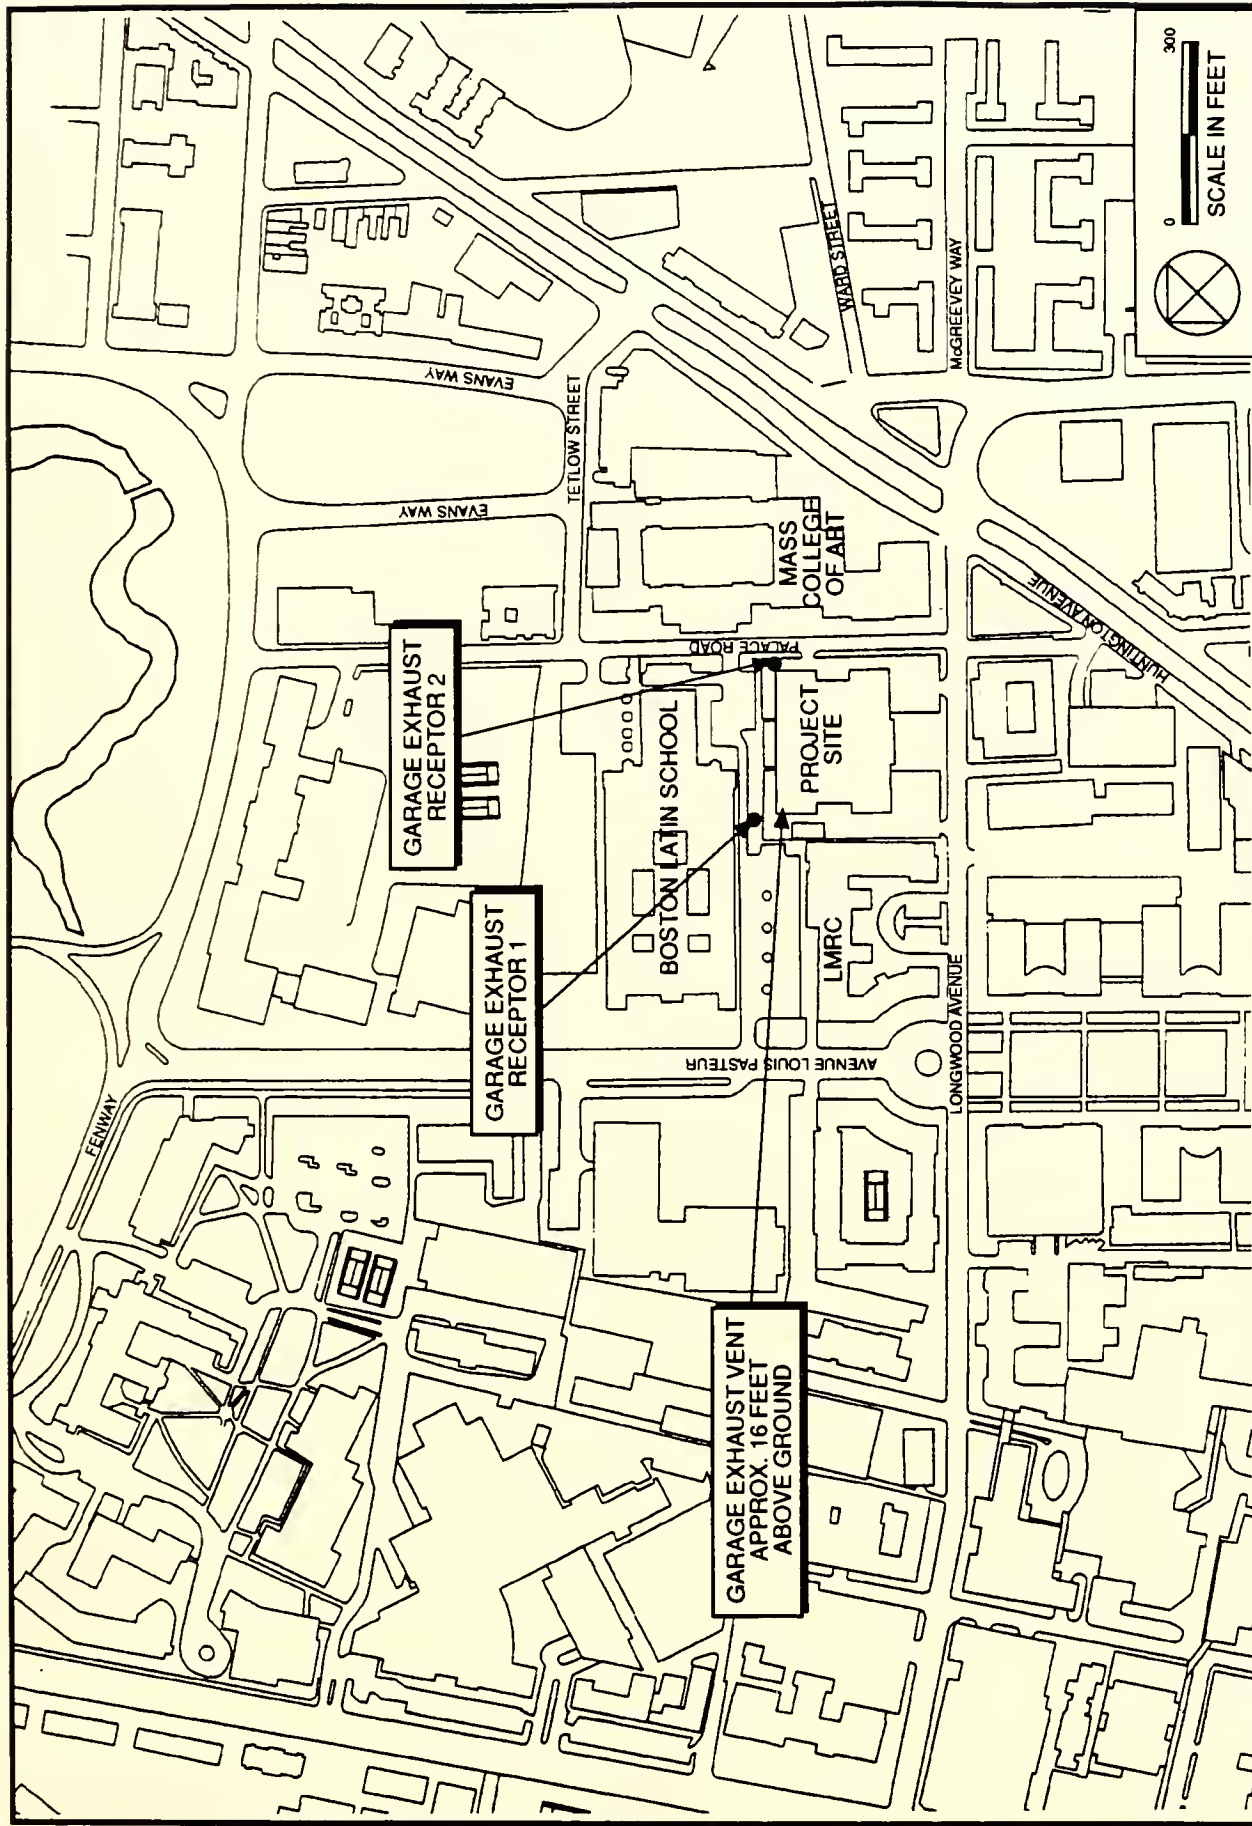 FENWAY
EVANS WAY
EVANS WAY
TETLOW STREET
GARAGE EXHAUST
RECEPTOR 2
GARAGE EXHAUST
RECEPTOR 1
BOSTON LATIN SCHOOL
PALACE ROAD
MASS
COLLEGE
OF ART
PROJECT
SITE
LMRC
AVENUE LOUIS PASTEUR
GARAGE EXHAUST VENT
APPROX. 16 FEET
ABOVE GROUND
WARD STREET
McGREEVEY WAY
LONGWOOD AVENUE
HUNTINGTON AVENUE
0 300
SCALE IN FEET